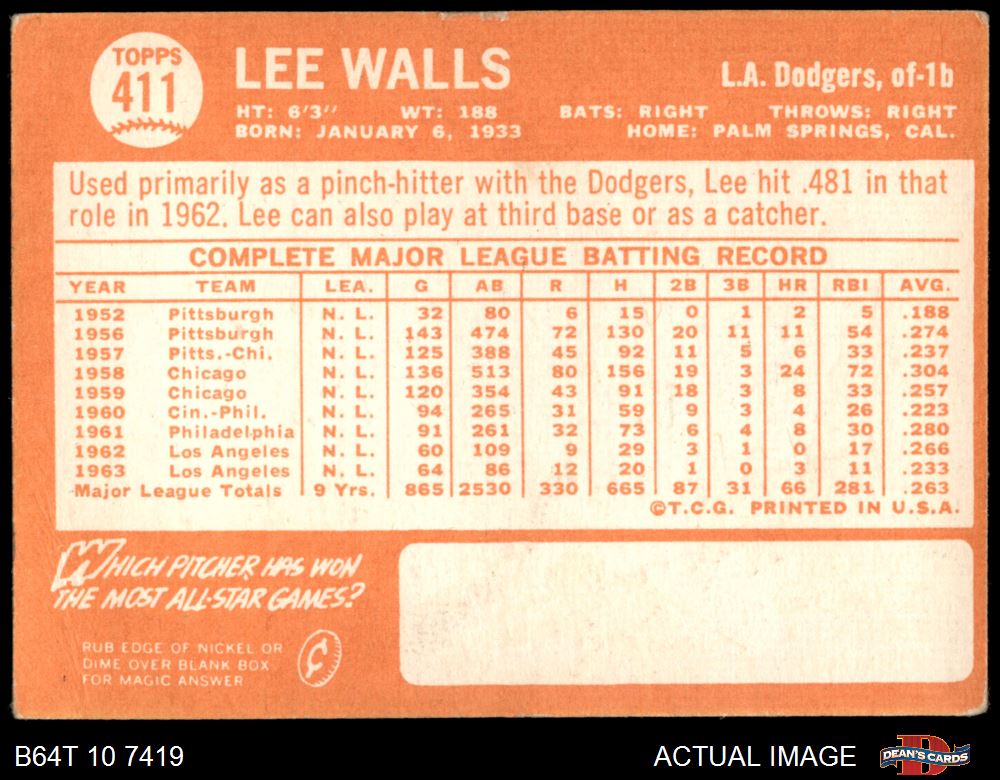 TOPPS
411
LEE WALLS
L.A. Dodgers, of-1b
HT: 6'3" WT: 188 BATS: RIGHT THROWS: RIGHT
BORN: JANUARY 6, 1933 HOME: PALM SPRINGS, CAL.
Used primarily as a pinch-hitter with the Dodgers, Lee hit .481 in that
role in 1962. Lee can also play at third base or as a catcher.
COMPLETE MAJOR LEAGUE BATTING RECORD
YEAR TEAM LEA. G AB R H 2B 3B HR RBI AVG.
1952 Pittsburgh N. L. 32 80 6 15 0 1 2 5 .188
1956 Pittsburgh N. L. 143 474 72 130 20 11 11 54 .274
1957 Pitts.-Chi. N. L. 125 388 45 92 11 5 6 33 .237
1958 Chicago N. L. 136 513 80 156 19 3 24 72 .304
1959 Chicago N. L. 120 354 43 91 18 3 8 33 .257
1960 Cin.-Phil. N. L. 94 265 31 59 9 3 4 26 .223
1961 Philadelphia N. L. 91 261 32 73 6 4 8 30 .280
1962 Los Angeles N. L. 60 109 9 29 3 1 0 17 .266
1963 Los Angeles N. L. 64 86 12 20 1 0 3 11 .233
Major League Totals 9 Yrs. 865 2530 330 665 87 31 66 281 .263
©T.C.G. PRINTED IN U.S.A.
WHICH PITCHER HAS WON
THE MOST ALL-STAR GAMES?
RUB EDGE OF NICKEL OR
DIME OVER BLANK BOX
FOR MAGIC ANSWER
¢
B64T 10 7419
ACTUAL IMAGE
DEAN'S CARDS